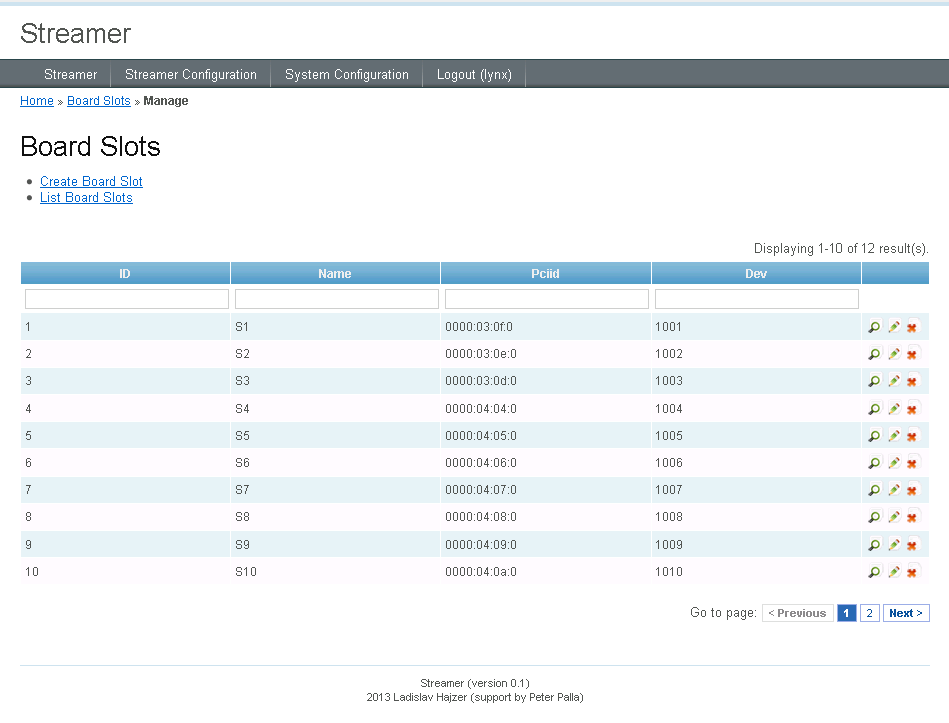 Streamer
Streamer Streamer Configuration System Configuration Logout (lynx)
Home » Board Slots » Manage
Board Slots
Create Board Slot
List Board Slots
Displaying 1-10 of 12 result(s).
ID Name Pciid Dev
1 S1 0000:03:0f:0 1001
2 S2 0000:03:0e:0 1002
3 S3 0000:03:0d:0 1003
4 S4 0000:04:04:0 1004
5 S5 0000:04:05:0 1005
6 S6 0000:04:06:0 1006
7 S7 0000:04:07:0 1007
8 S8 0000:04:08:0 1008
9 S9 0000:04:09:0 1009
10 S10 0000:04:0a:0 1010
Go to page: < Previous 1 2 Next >
Streamer (version 0.1)
2013 Ladislav Hajzer (support by Peter Palla)